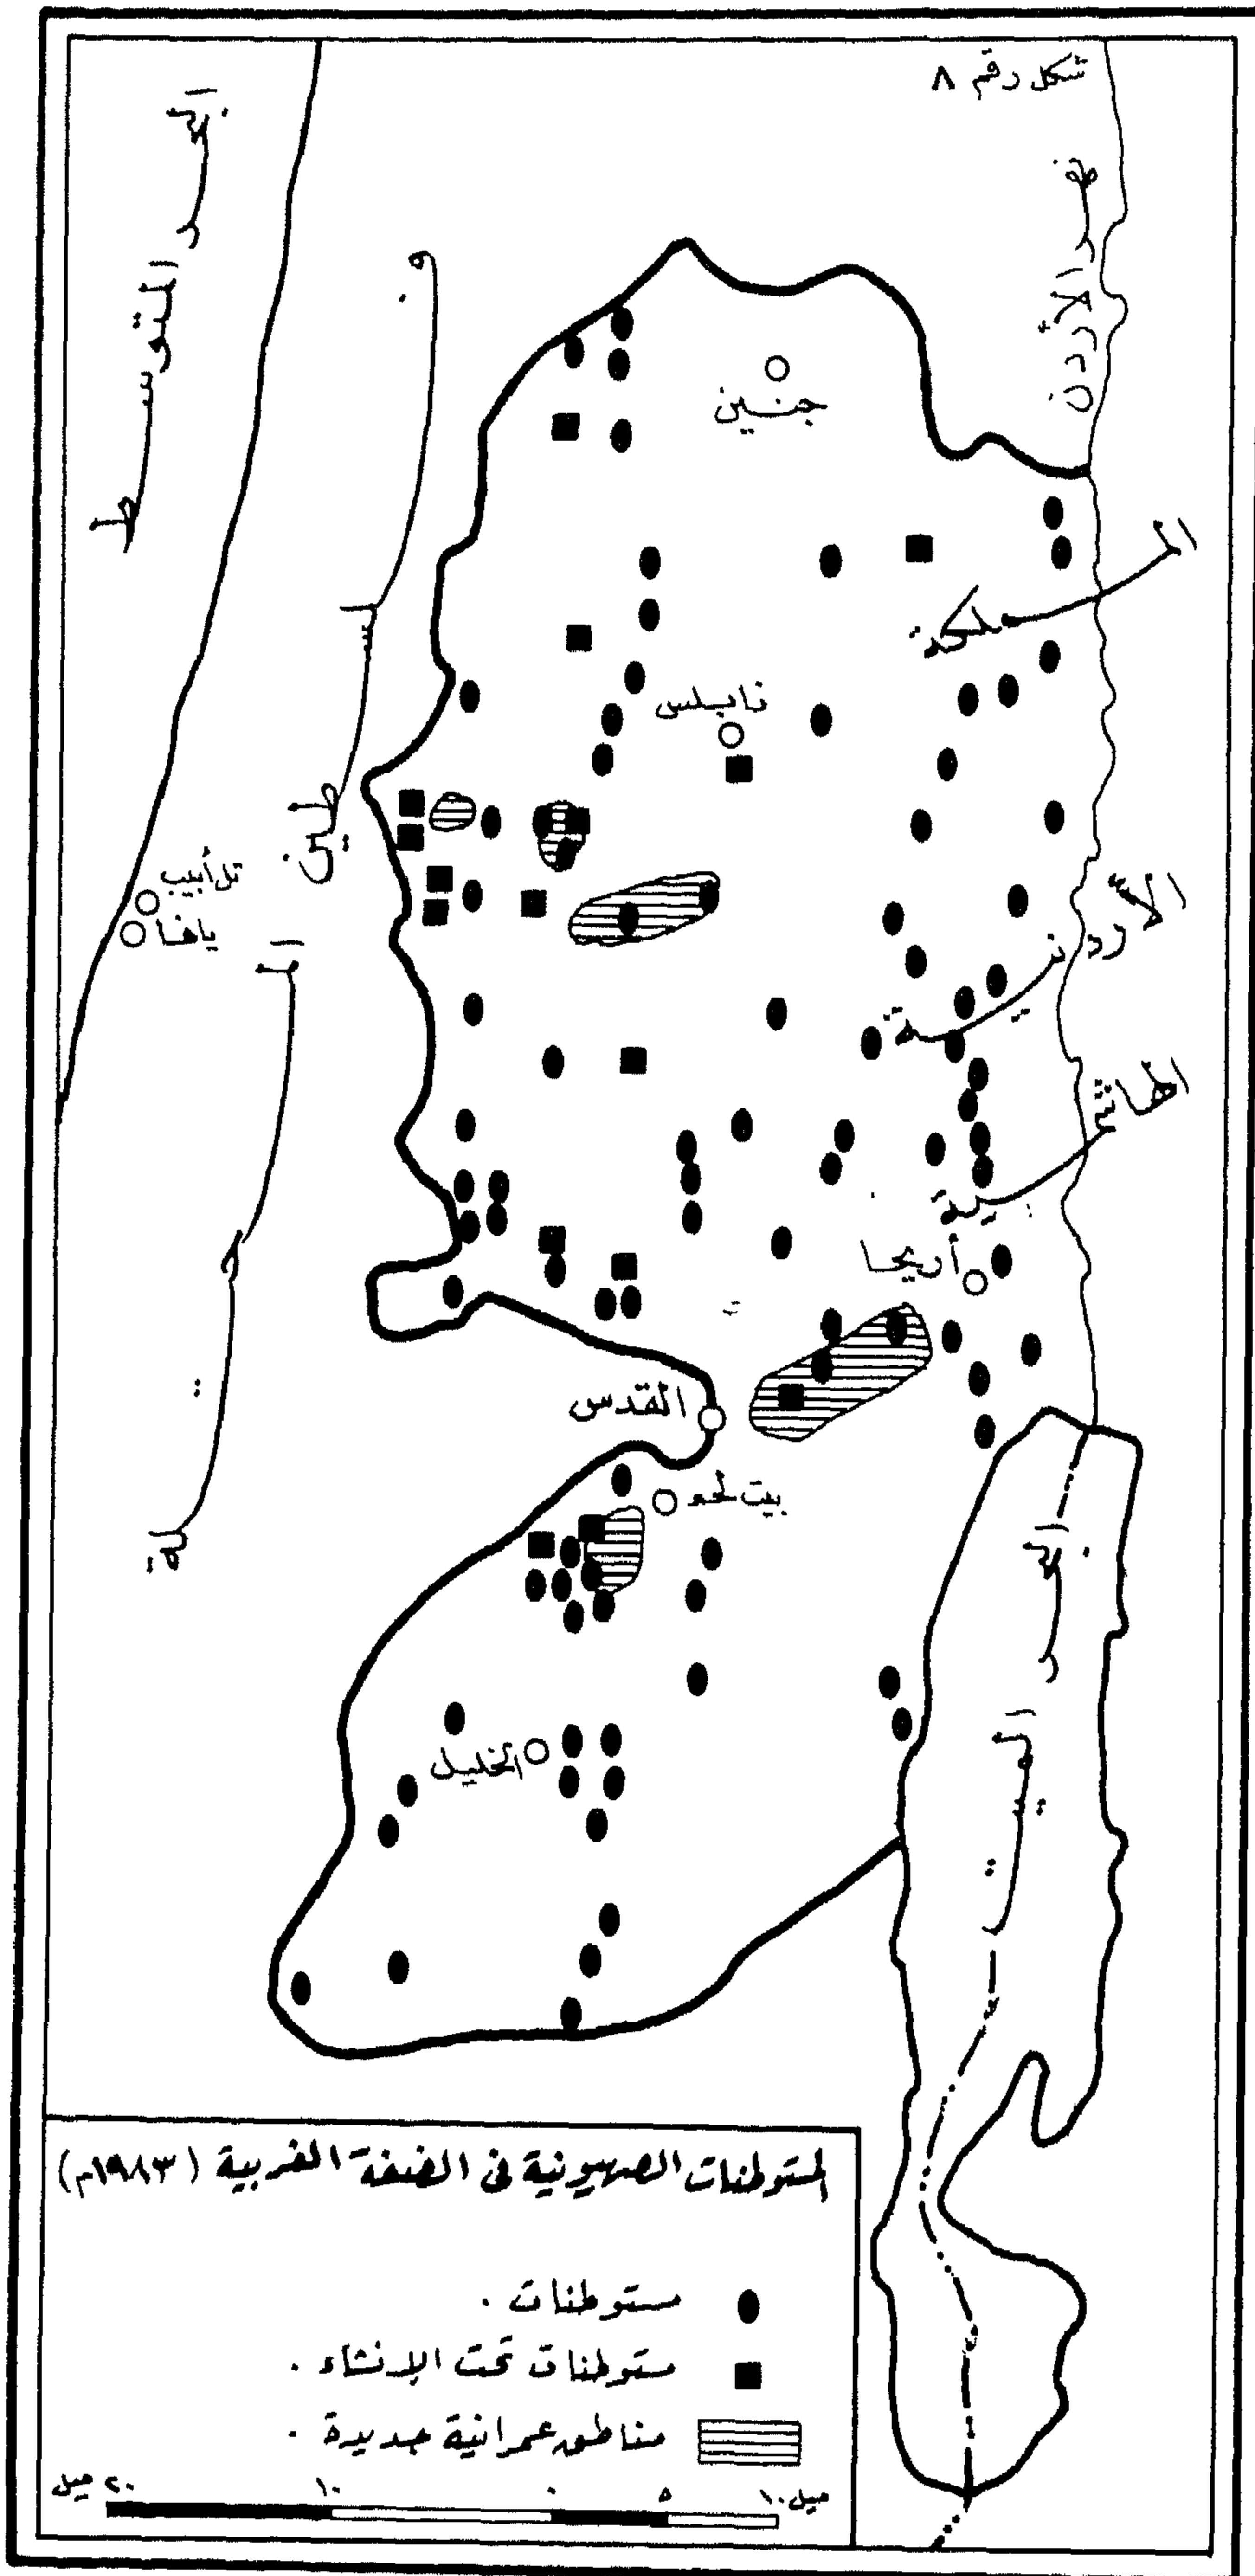 شكل رقم ٨
البحر المتوسط
نهر الأردن
فلسطين المحتلة
جنين
المملكة
الأردنية
الهاشمية
نابلس
تل أبيب
يافا
أريحا
القدس
بيت لحم
البحر الميت
الخليل
المستوطنات الصهيونية في الضفة الغربية (١٩٨٣م)
مستوطنات .
مستوطنات تحت الإنشاء .
مناطق عمرانية جديدة .
ميل ١٠ ٥ ٠ ١٠ ٢٠ ميل